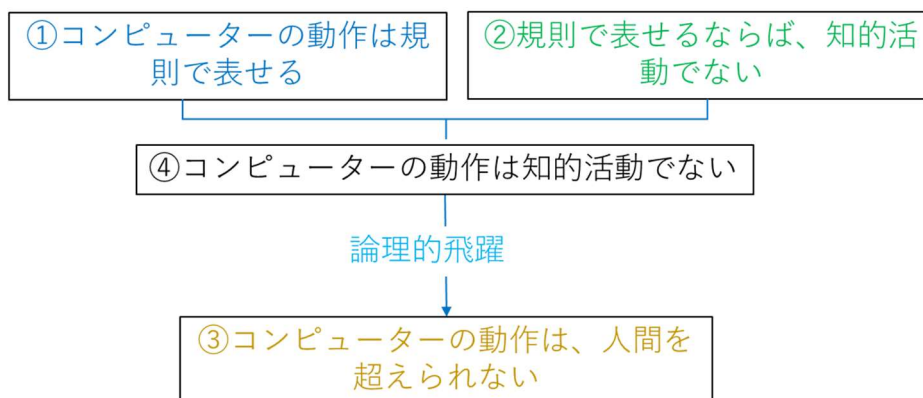 ①コンピューターの動作は規
則で表せる
②規則で表せるならば、知的活
動でない
④コンピューターの動作は知的活動でない
論理的飛躍
③コンピューターの動作は、人間を
超えられない